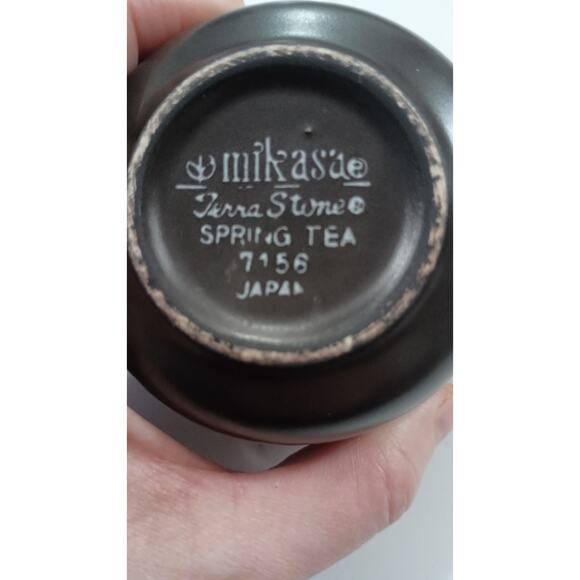 mikasa®
Terra Stone®
SPRING TEA
7156
JAPAN